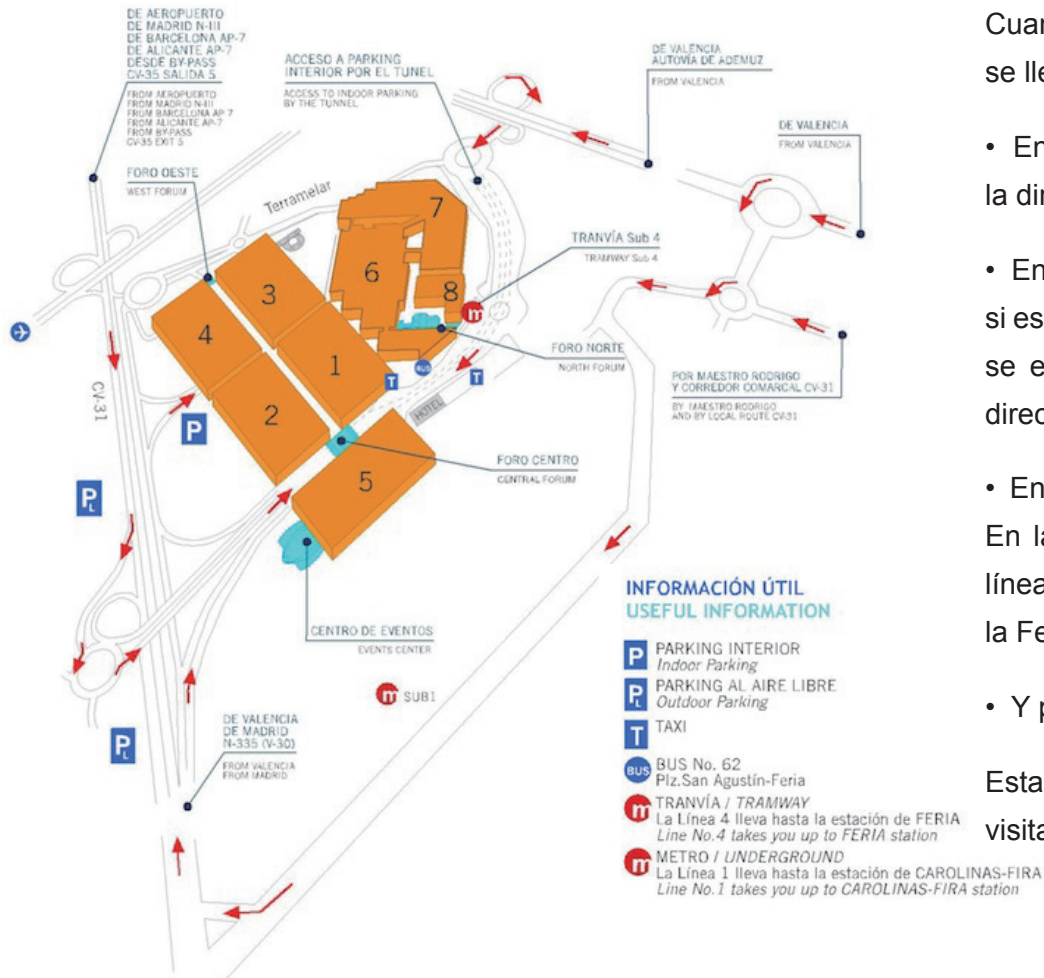 DE AEROPUERTO
DE MADRID N-III
DE BARCELONA AP-7
DE ALICANTE AP-7
DESDE BY-PASS
CV-35 SALIDA 5
FROM AEROPUERTO
FROM MADRID N-III
FROM BARCELONA AP 7
FROM ALICANTE AP-7
FROM BY-PASS
CV-35 EXIT 5
ACCESO A PARKING
INTERIOR POR EL TUNEL
ACCESS TO INDOOR PARKING
BY THE TUNNEL
DE VALENCIA
AUTOVÍA DE ADEMUZ
FROM VALENCIA
DE VALENCIA
FROM VALENCIA
FORO OESTE
WEST FORUM
Terramelar
P
7
6
8
3
4
1
2
5
TRANVÍA Sub 4
TRAMWAY Sub 4
m
FORO NORTE
NORTH FORUM
BUS
T
T
HOTEL
POR MAESTRO RODRIGO
Y CORREDOR COMARCAL CV-31
BY MAESTRO RODRIGO
AND BY LOCAL ROUTE CV-31
CV-31
P
PL
FORO CENTRO
CENTRAL FORUM
CENTRO DE EVENTOS
EVENTS CENTER
m SUB1
PL
DE VALENCIA
DE MADRID
N-335 (V-30)
FROM VALENCIA
FROM MADRID
INFORMACIÓN ÚTIL
USEFUL INFORMATION
P PARKING INTERIOR
Indoor Parking
PL PARKING AL AIRE LIBRE
Outdoor Parking
T TAXI
BUS BUS No. 62
Plz.San Agustín-Feria
m TRANVÍA / TRAMWAY
La Línea 4 lleva hasta la estación de FERIA
Line No.4 takes you up to FERIA station
m METRO / UNDERGROUND
La Línea 1 lleva hasta la estación de CAROLINAS-FIRA
Line No.1 takes you up to CAROLINAS-FIRA station
Cuan
se lle
• En
la dir
• En
si es
se e
direc
• En
En la
línea
la Fe
• Y p
Esta
visita